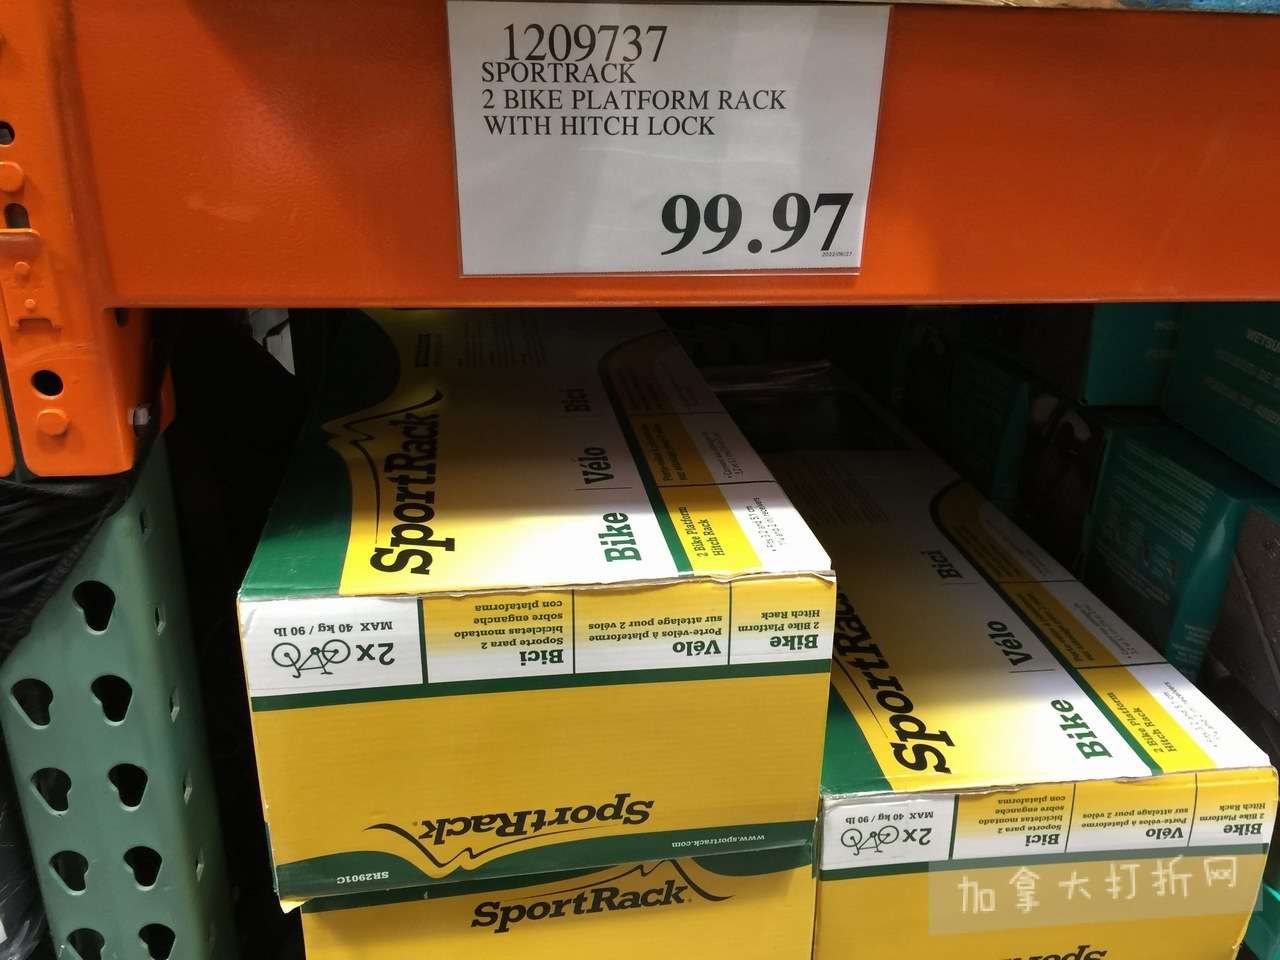 1209737
SPORTRACK
2 BIKE PLATFORM RACK
WITH HITCH LOCK
99.97
SportRack
Bike
Vélo
Bici
2 Bike Platform
Hitch Rack
2x
MAX 40 kg / 90 lb
Bici
Soporte para 2
bicicletas montado
sobre enganche
con plataforma
Vélo
Porte-vélos à plateforme
sur attelage pour 2 vélos
Bike
2 Bike Platform
Hitch Rack
SportRack
www.sportrack.com
SR2901C
SportRack
SportRack
Bike
Vélo
Bici
2 Bike Platform
Hitch Rack
2x
MAX 40 kg / 90 lb
Bici
Soporte para 2
bicicletas montado
sobre enganche
con plataforma
Vélo
Porte-vélos à plateforme
sur attelage pour 2 vélos
Bike
2 Bike Platform
Hitch Rack
SportRack
加拿大打折网